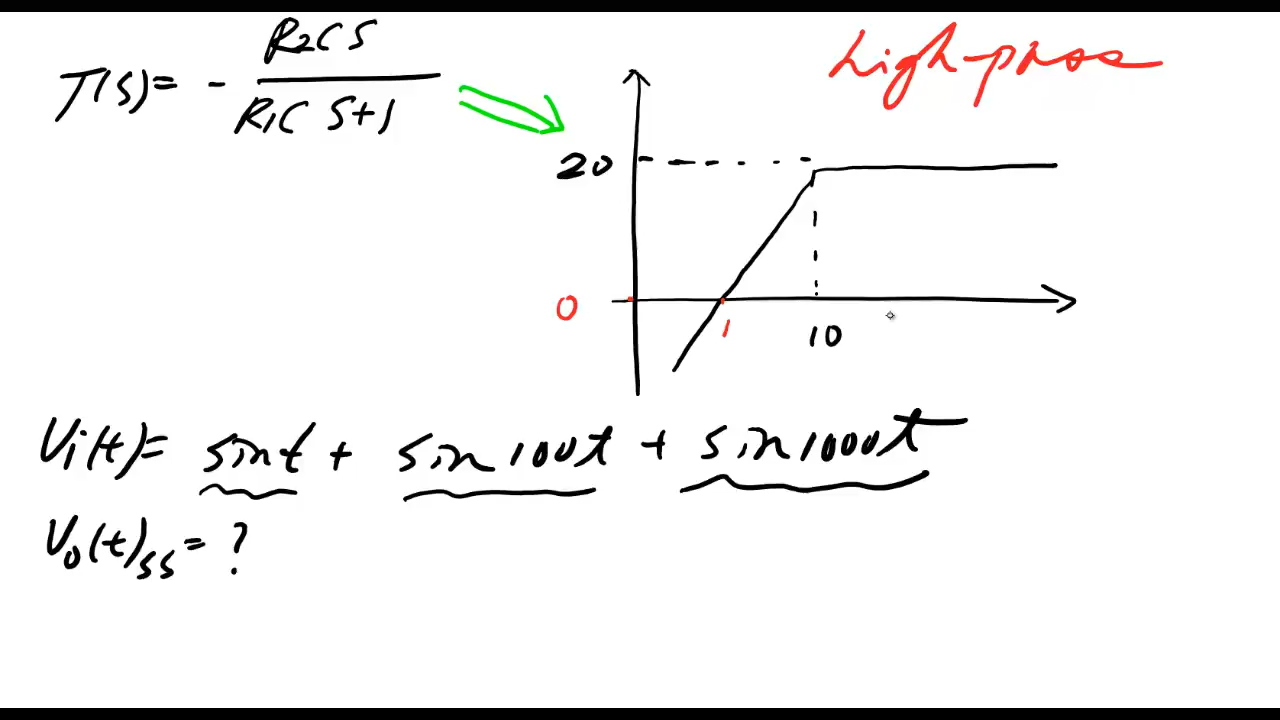 T(s) = - R2CS / R1C S+1
high-pass
20
0
1
10
Vi(t) = sint + sin100t + sin1000t
Vo(t)ss = ?